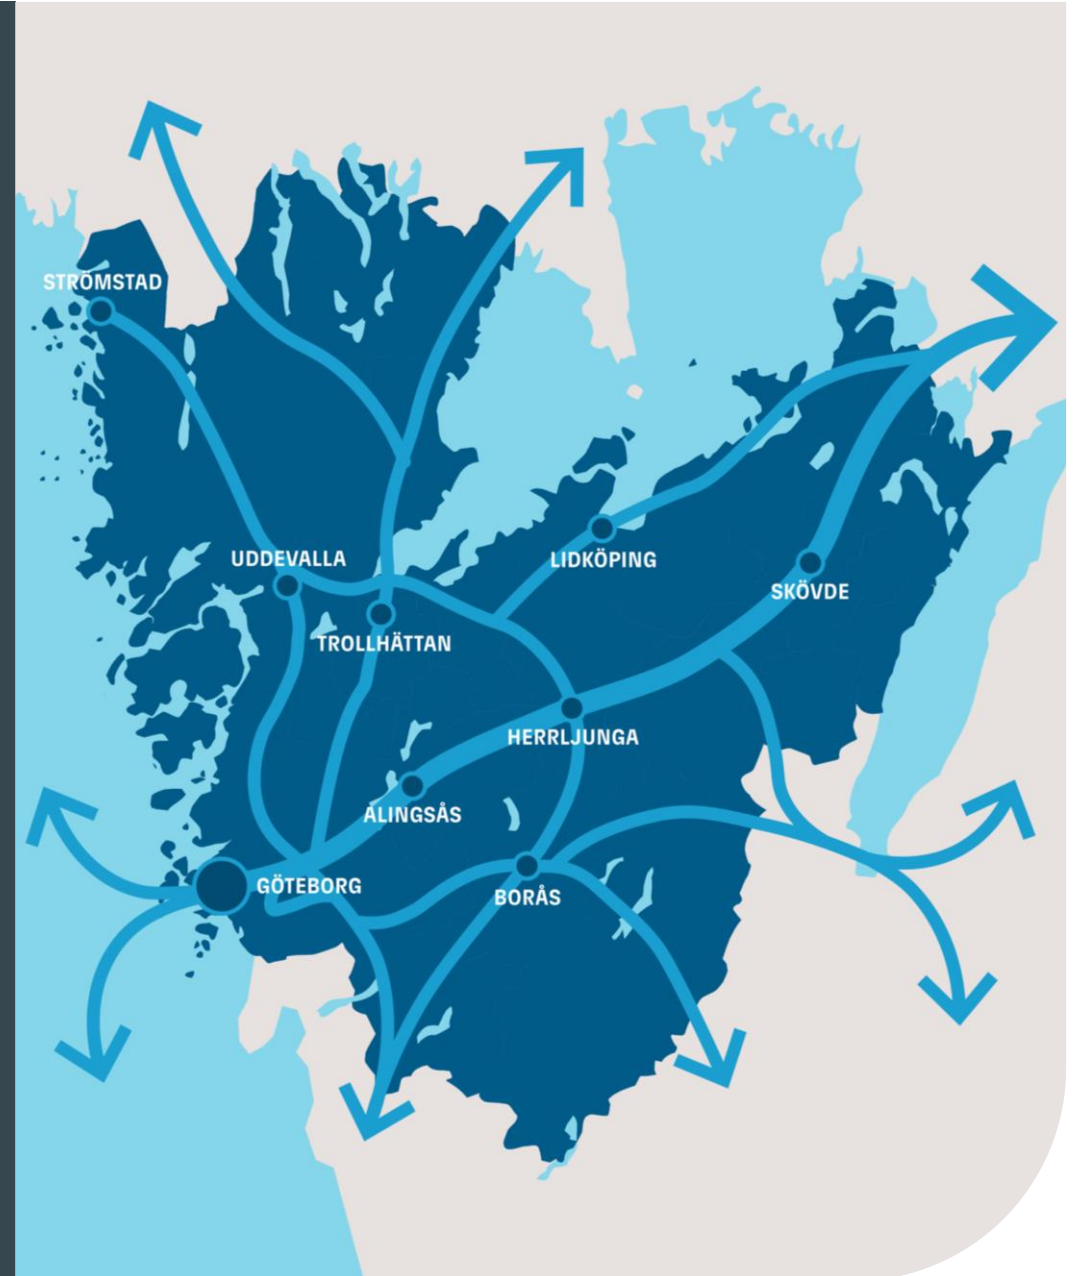 STRÖMSTAD
UDDEVALLA
LIDKÖPING
SKÖVDE
TROLLHÄTTAN
HERRLJUNGA
ALINGSÅS
GÖTEBORG
BORÅS